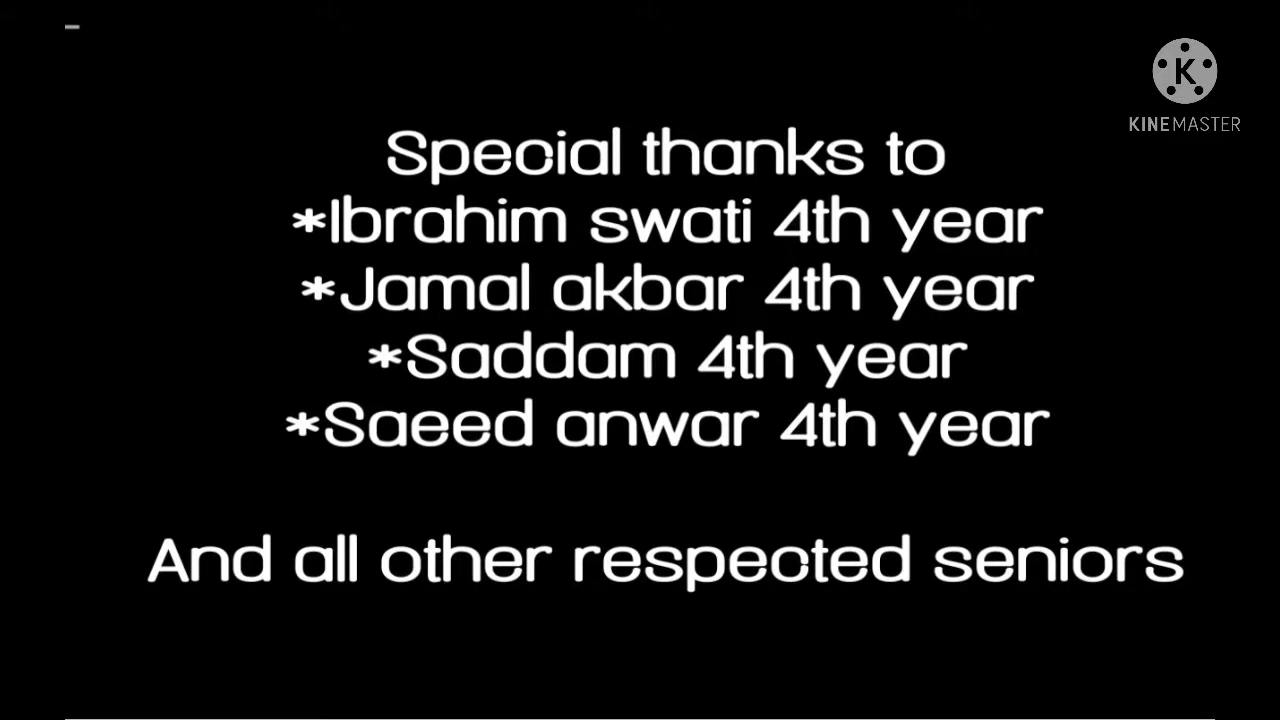 K
KINEMASTER
Special thanks to
*Ibrahim swati 4th year
*Jamal akbar 4th year
*Saddam 4th year
*Saeed anwar 4th year
And all other respected seniors